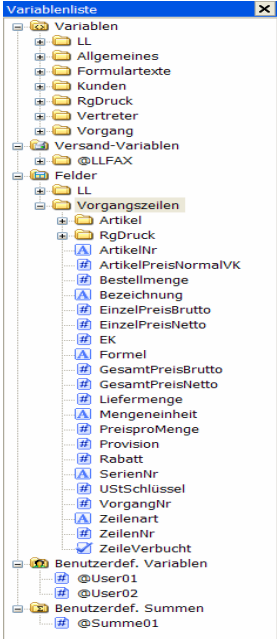 Variablenliste
Variablen
LL
Allgemeines
Formulartexte
Kunden
RgDruck
Vertreter
Vorgang
Versand-Variablen
@LLFAX
Felder
LL
Vorgangszeilen
Artikel
RgDruck
ArtikelNr
ArtikelPreisNormalVK
Bestellmenge
Bezeichnung
EinzelPreisBrutto
EinzelPreisNetto
EK
Formel
GesamtPreisBrutto
GesamtPreisNetto
Liefermenge
Mengeneinheit
PreisproMenge
Provision
Rabatt
SerienNr
UStSchlüssel
VorgangNr
Zeilenart
ZeilenNr
ZeileVerbucht
Benutzerdef. Variablen
@User01
@User02
Benutzerdef. Summen
@Summe01